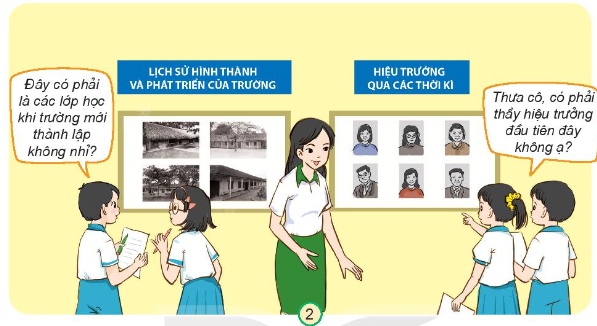 LỊCH SỬ HÌNH THÀNH
VÀ PHÁT TRIỂN CỦA TRƯỜNG
HIỆU TRƯỞNG
QUA CÁC THỜI KÌ
Đây có phải
là các lớp học
khi trường mới
thành lập
không nhỉ?
Thưa cô, có phải
thầy hiệu trưởng
đầu tiên đây
không ạ?
2